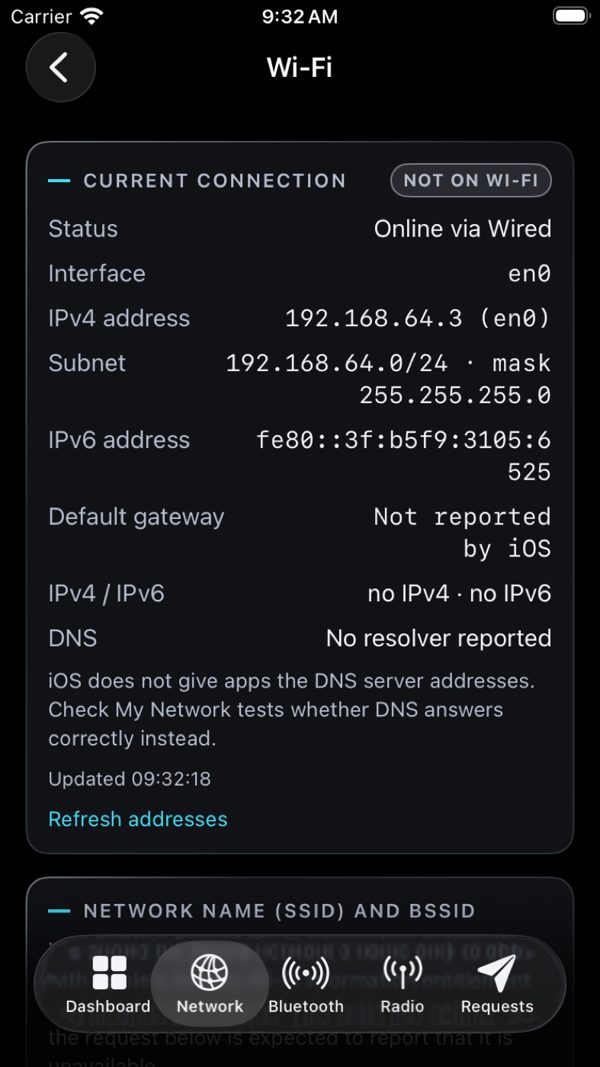 Carrier 9:32 AM
Wi-Fi
CURRENT CONNECTION NOT ON WI-FI
Status Online via Wired
Interface en0
IPv4 address 192.168.64.3 (en0)
Subnet 192.168.64.0/24 · mask
255.255.255.0
IPv6 address fe80::3f:b5f9:3105:6
525
Default gateway Not reported
by iOS
IPv4 / IPv6 no IPv4 · no IPv6
DNS No resolver reported
iOS does not give apps the DNS server addresses.
Check My Network tests whether DNS answers
correctly instead.
Updated 09:32:18
Refresh addresses
NETWORK NAME (SSID) AND BSSID
Dashboard Network Bluetooth Radio Requests
the request below is expected to report that it is
unavailable